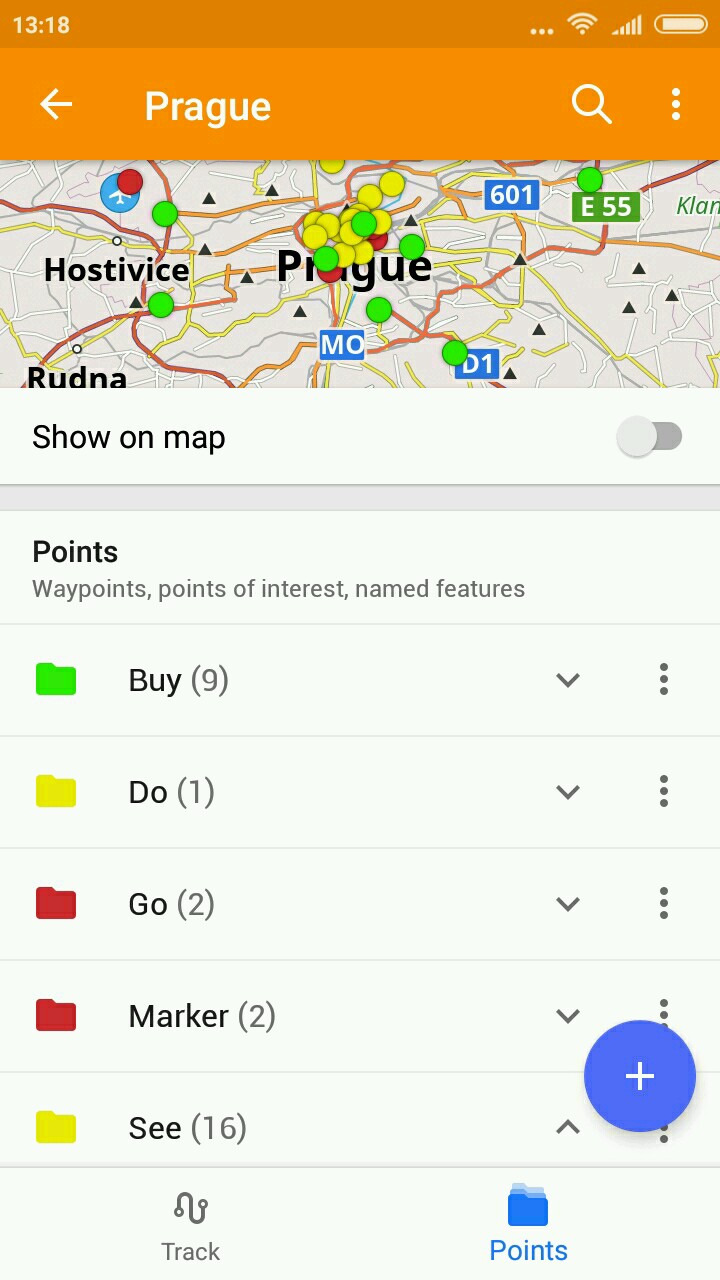 13:18
Prague
601
E 55
Klan
Hostivice
Prague
MO
D1
Rudna
Show on map
Points
Waypoints, points of interest, named features
Buy (9)
Do (1)
Go (2)
Marker (2)
See (16)
Track
Points